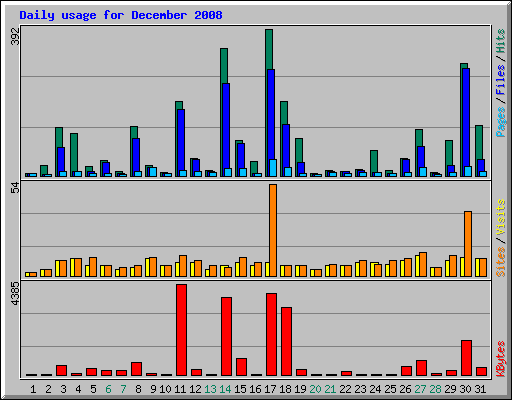 Daily usage for December 2008
392
Pages / Files / Hits
54
Sites / Visits
4385
KBytes
1 2 3 4 5 6 7 8 9 10 11 12 13 14 15 16 17 18 19 20 21 22 23 24 25 26 27 28 29 30 31